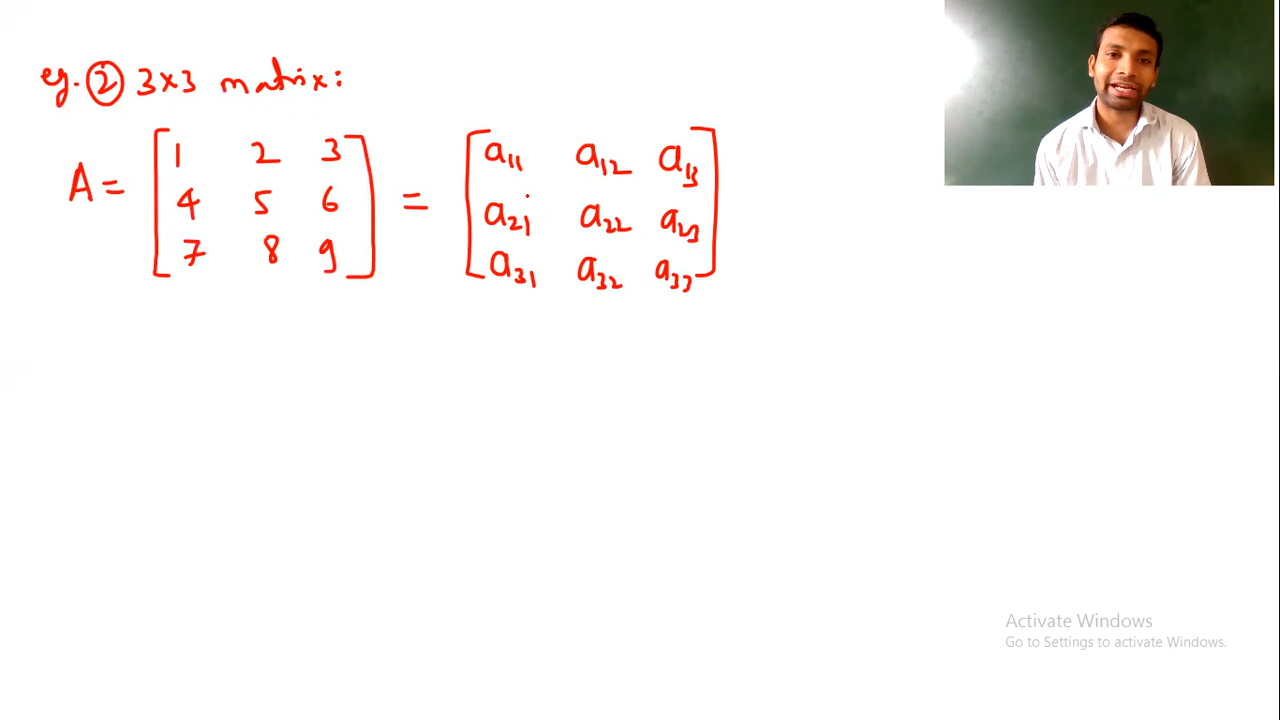 eg. ② 3×3 matrix:
A = [ 1 2 3 ] = [ a₁₁ a₁₂ a₁₃ ]
[ 4 5 6 ] [ a₂₁ a₂₂ a₂₃ ]
[ 7 8 9 ] [ a₃₁ a₃₂ a₃₃ ]
Activate Windows
Go to Settings to activate Windows.